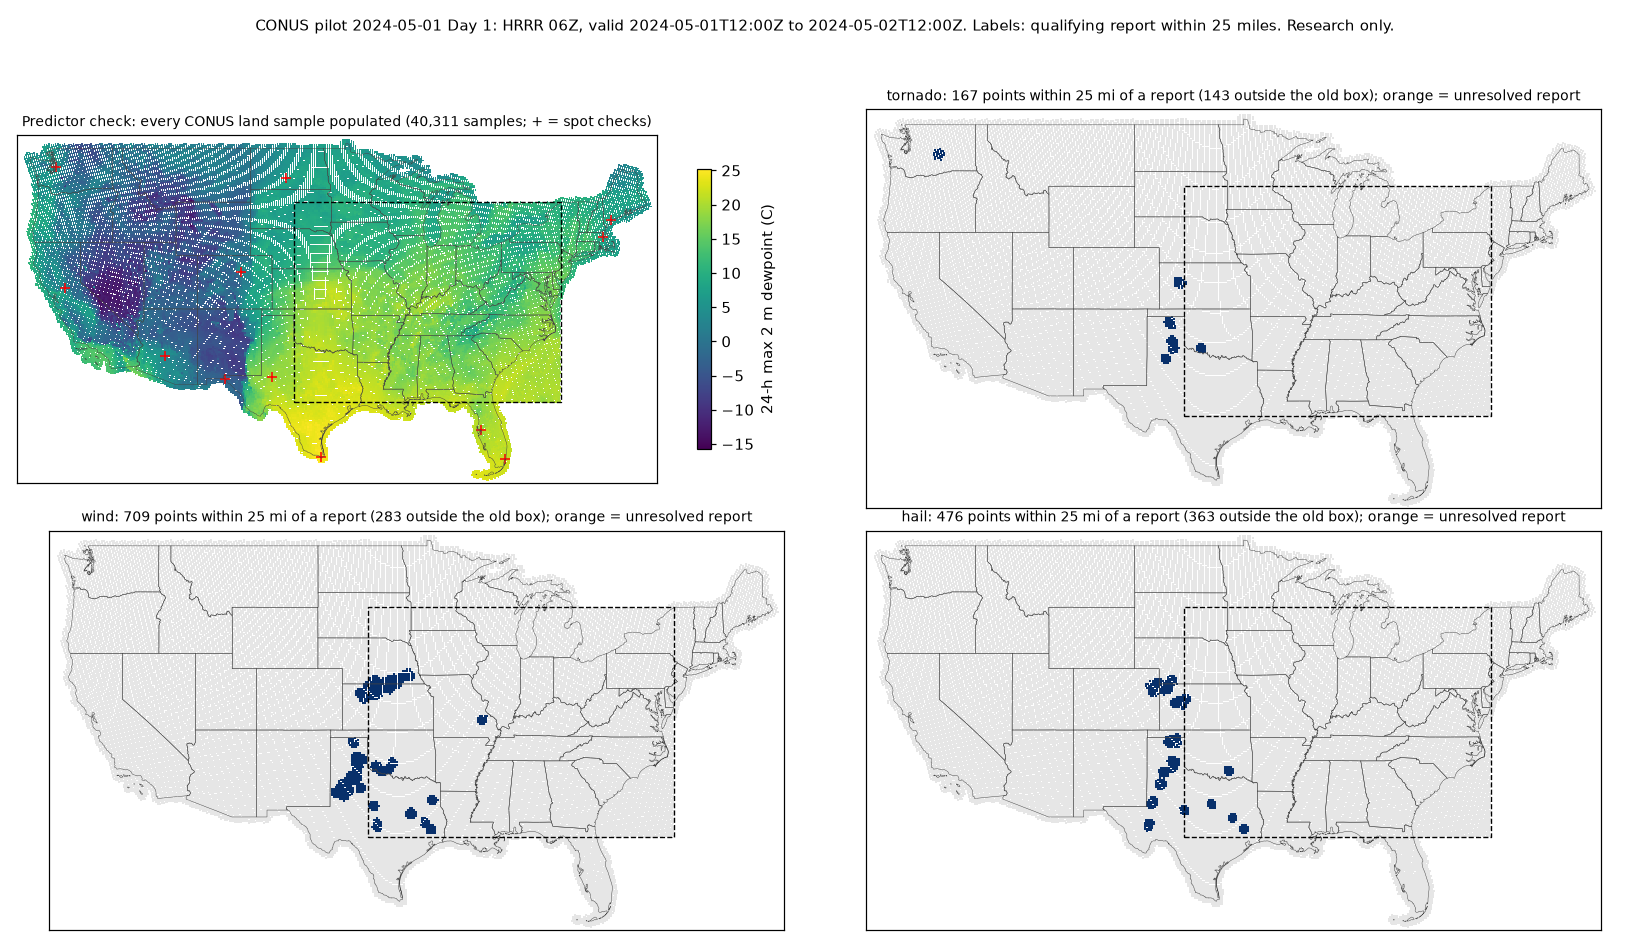 CONUS pilot 2024-05-01 Day 1: HRRR 06Z, valid 2024-05-01T12:00Z to 2024-05-02T12:00Z. Labels: qualifying report within 25 miles. Research only.
Predictor check: every CONUS land sample populated (40,311 samples; + = spot checks)
25
20
15
10
5
0
−5
−10
−15
24-h max 2 m dewpoint (C)
tornado: 167 points within 25 mi of a report (143 outside the old box); orange = unresolved report
wind: 709 points within 25 mi of a report (283 outside the old box); orange = unresolved report
hail: 476 points within 25 mi of a report (363 outside the old box); orange = unresolved report